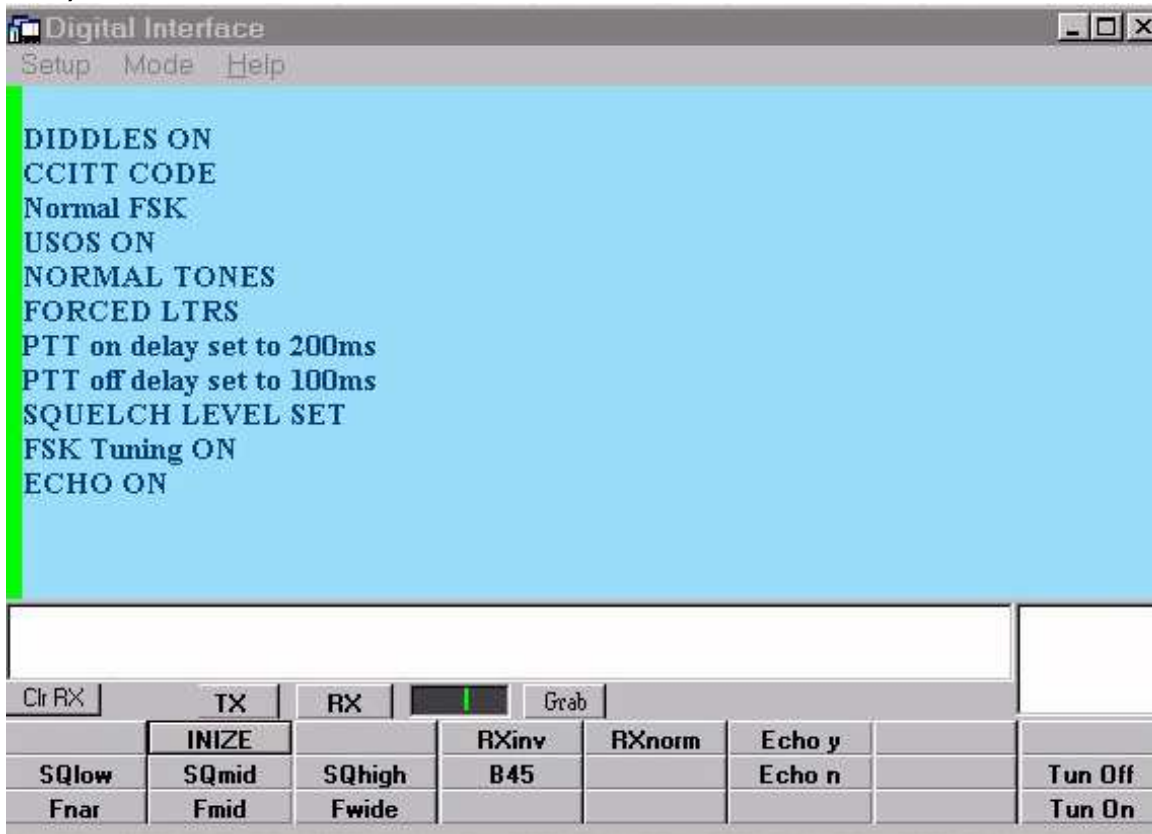 Digital Interface
Setup Mode Help
DIDDLES ON
CCITT CODE
Normal FSK
USOS ON
NORMAL TONES
FORCED LTRS
PTT on delay set to 200ms
PTT off delay set to 100ms
SQUELCH LEVEL SET
FSK Tuning ON
ECHO ON
Clr RX TX RX Grab
INIZE RXinv RXnorm Echo y
SQlow SQmid SQhigh B45 Echo n Tun Off
Fnar Fmid Fwide Tun On